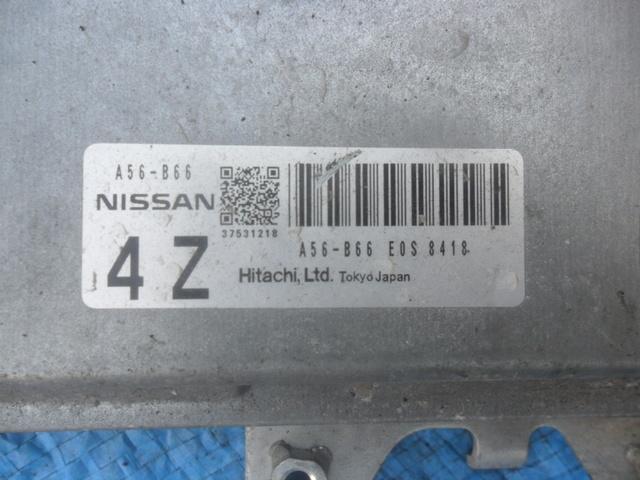 A56-B66
NISSAN
37531218
4 Z
A56-B66 E0S 8418
Hitachi, Ltd. Tokyo Japan